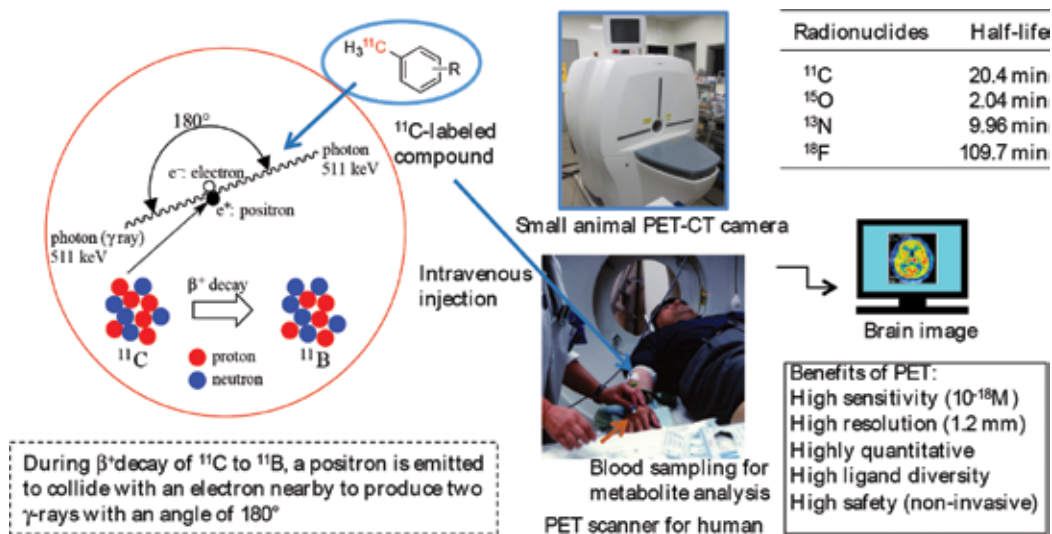 H₃¹¹C
R
¹¹C-labeled
compound
180°
photon
511 keV
e⁻: electron
e⁺: positron
photon (γ ray)
511 keV
β⁺ decay
¹¹C
¹¹B
proton
neutron
During β⁺decay of ¹¹C to ¹¹B, a positron is emitted
to collide with an electron nearby to produce two
γ-rays with an angle of 180°
Small animal PET-CT camera
Intravenous
injection
Blood sampling for
metabolite analysis
PET scanner for human
Radionuclides Half-lifes
¹¹C 20.4 mins
¹⁵O 2.04 mins
¹³N 9.96 mins
¹⁸F 109.7 mins
Brain image
Benefits of PET:
High sensitivity (10⁻¹⁸M)
High resolution (1.2 mm)
Highly quantitative
High ligand diversity
High safety (non-invasive)